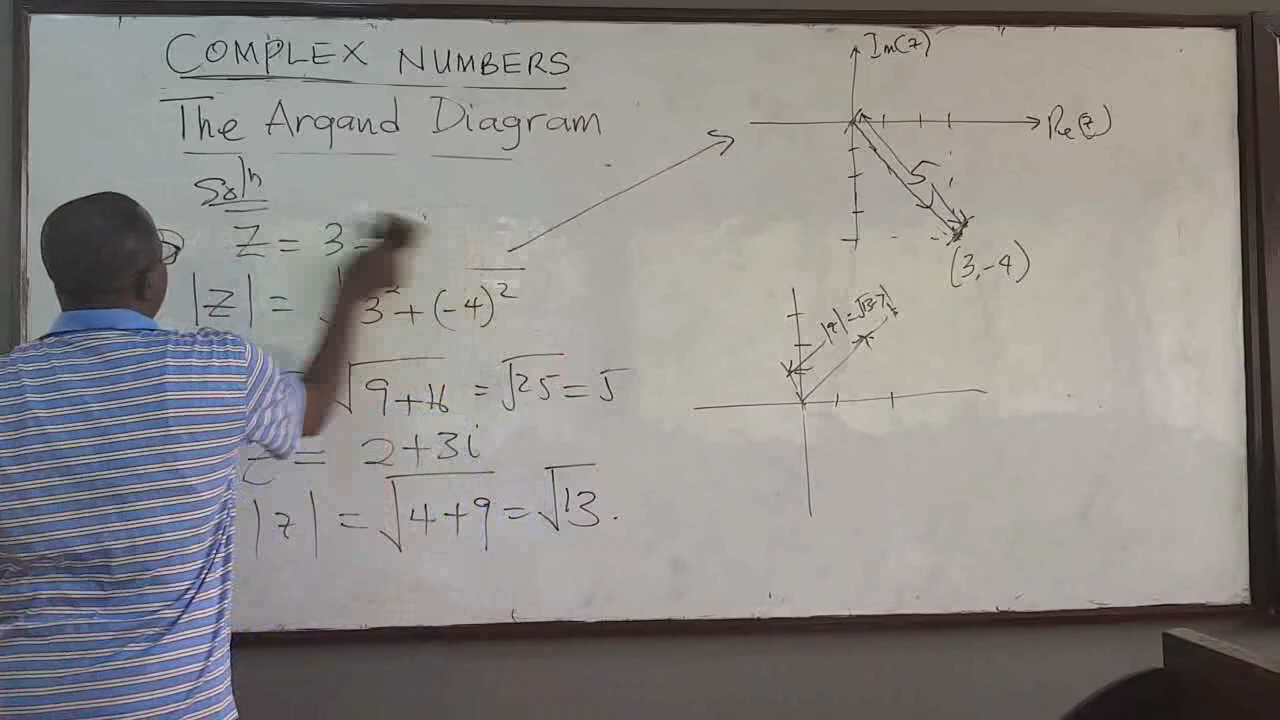 COMPLEX NUMBERS
The Argand Diagram
Soln
Z = 3 -
|z| = √3² + (-4)²
√9+16 = √25 = 5
= 2+3i
|z| = √4+9 = √13.
Im(z)
Re(z)
5
(3,-4)
|z| = √13